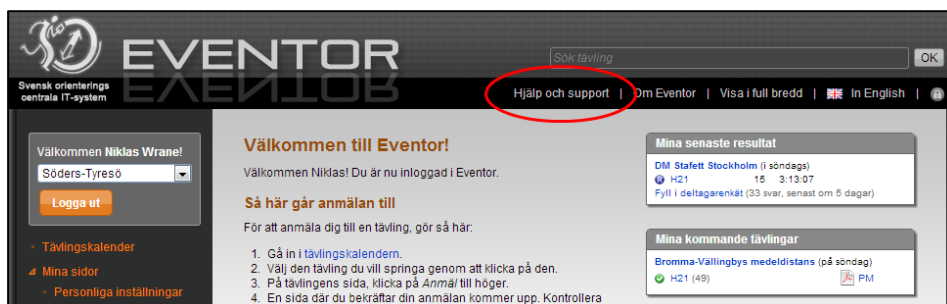 EVENTOR
Svensk orienterings
centrala IT-system
Sök tävling
OK
Hjälp och support | Om Eventor | Visa i full bredd | In English |
Välkommen Niklas Wrane!
Söders-Tyresö
Logga ut
Tävlingskalender
Mina sidor
Personliga inställningar
Välkommen till Eventor!
Välkommen Niklas! Du är nu inloggad i Eventor.
Så här går anmälan till
För att anmäla dig till en tävling, gör så här:
1. Gå in i tävlingskalendern.
2. Välj den tävling du vill springa genom att klicka på den.
3. På tävlingens sida, klicka på Anmäl till höger.
4. En sida där du bekräftar din anmälan kommer upp. Kontrollera
Mina senaste resultat
DM Stafett Stockholm (i söndags)
R H21 15 3:13:07
Fyll i deltagarenkät (33 svar, senast om 5 dagar)
Mina kommande tävlingar
Bromma-Vällingbys medeldistans (på söndag)
H21 (49) PM